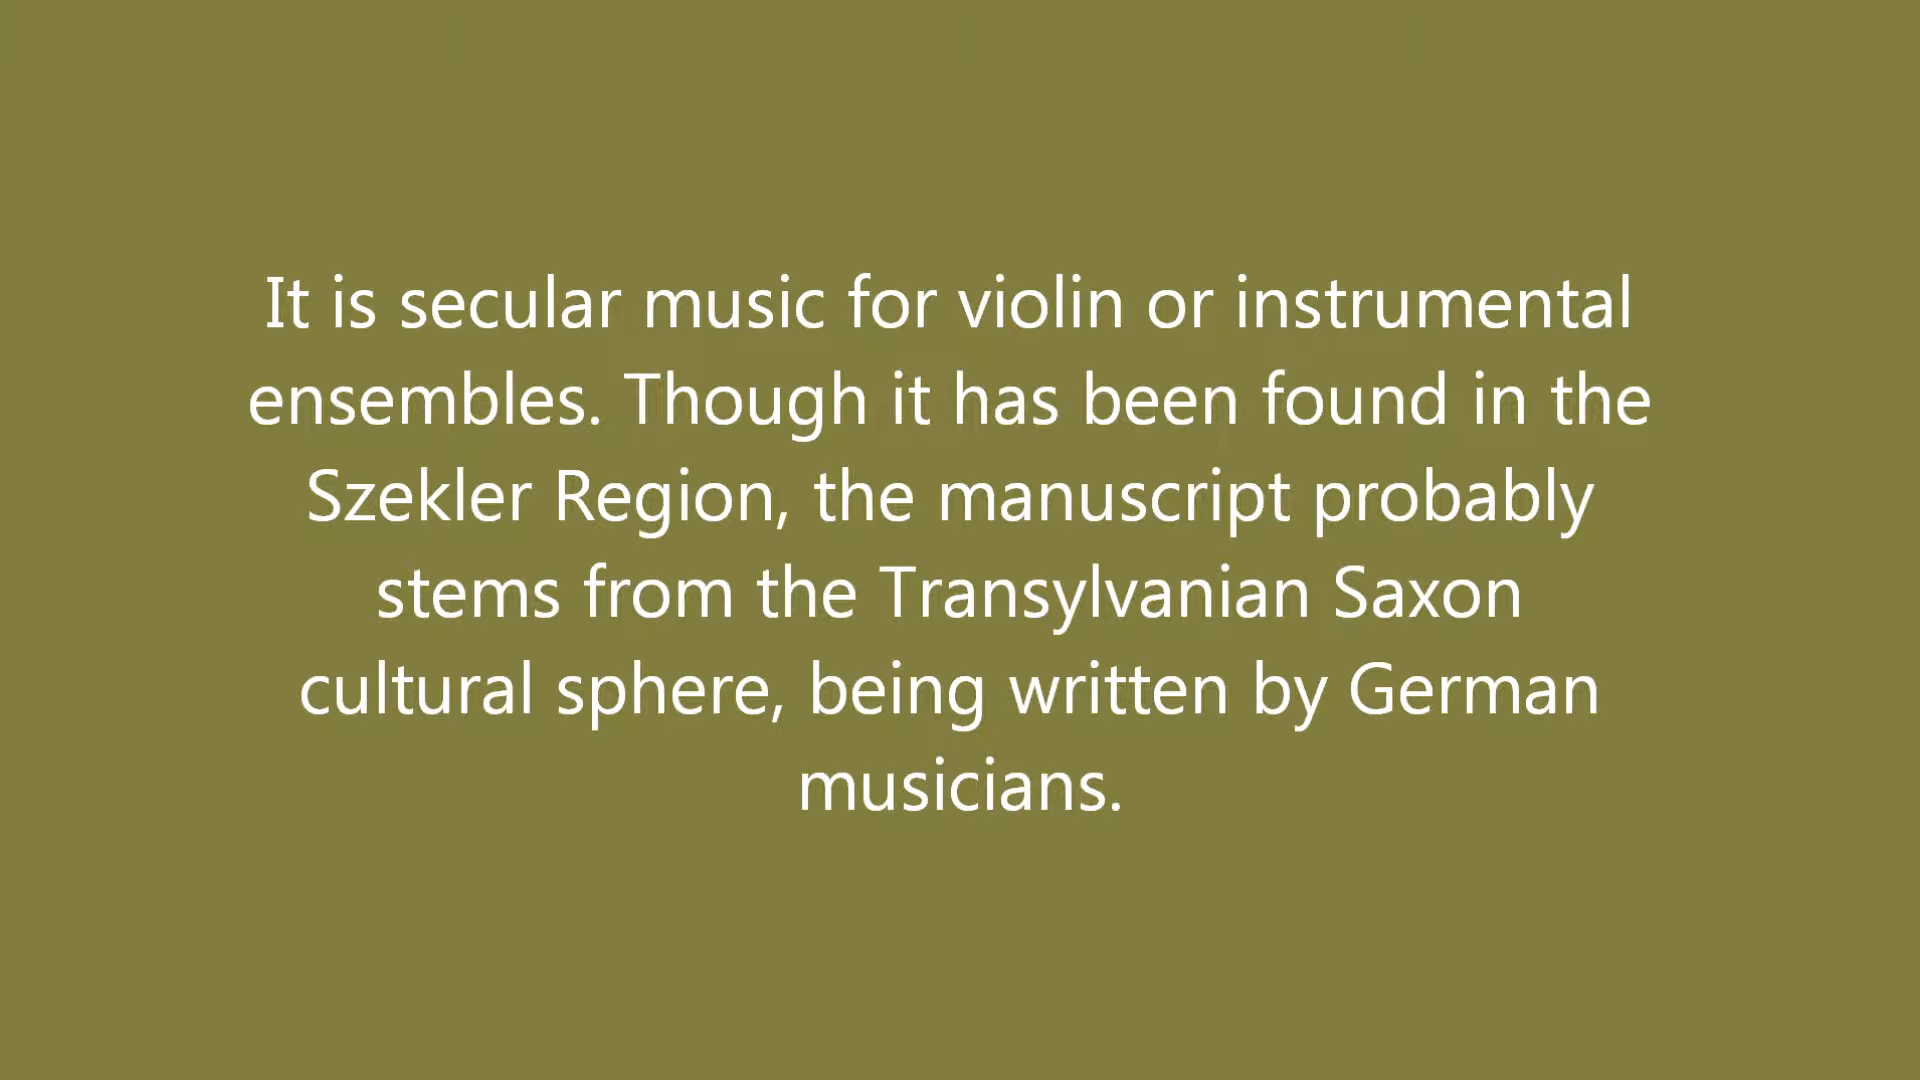 It is secular music for violin or instrumental
ensembles. Though it has been found in the
Szekler Region, the manuscript probably
stems from the Transylvanian Saxon
cultural sphere, being written by German
musicians.